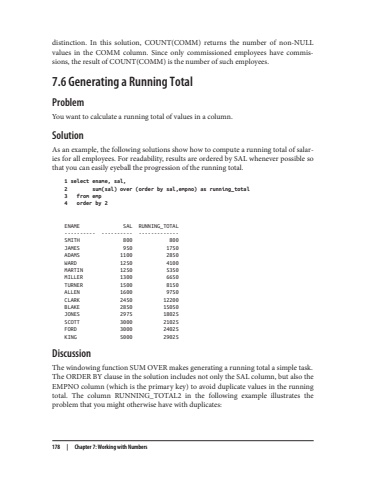 distinction. In this solution, COUNT(COMM) returns the number of non-NULL
values in the COMM column. Since only commissioned employees have commis-
sions, the result of COUNT(COMM) is the number of such employees.
7.6 Generating a Running Total
Problem
You want to calculate a running total of values in a column.
Solution
As an example, the following solutions show how to compute a running total of salar-
ies for all employees. For readability, results are ordered by SAL whenever possible so
that you can easily eyeball the progression of the running total.
1 select ename, sal,
2 sum(sal) over (order by sal,empno) as running_total
3 from emp
4 order by 2
ENAME SAL RUNNING_TOTAL
---------- ---------- -------------
SMITH 800 800
JAMES 950 1750
ADAMS 1100 2850
WARD 1250 4100
MARTIN 1250 5350
MILLER 1300 6650
TURNER 1500 8150
ALLEN 1600 9750
CLARK 2450 12200
BLAKE 2850 15050
JONES 2975 18025
SCOTT 3000 21025
FORD 3000 24025
KING 5000 29025
Discussion
The windowing function SUM OVER makes generating a running total a simple task.
The ORDER BY clause in the solution includes not only the SAL column, but also the
EMPNO column (which is the primary key) to avoid duplicate values in the running
total. The column RUNNING_TOTAL2 in the following example illustrates the
problem that you might otherwise have with duplicates:
178 | Chapter 7: Working with Numbers